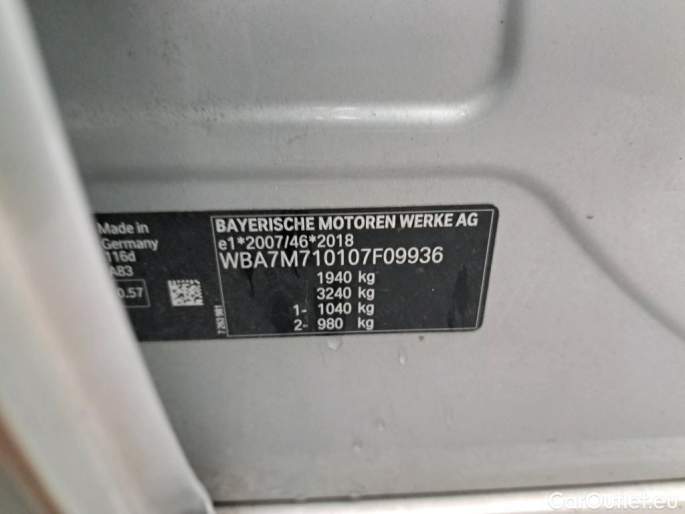 Made in
Germany
116d
A83
0.57
BAYERISCHE MOTOREN WERKE AG
e1*2007/46*2018
WBA7M710107F09936
1940 kg
3240 kg
1- 1040 kg
2- 980 kg
CarOutlet.eu